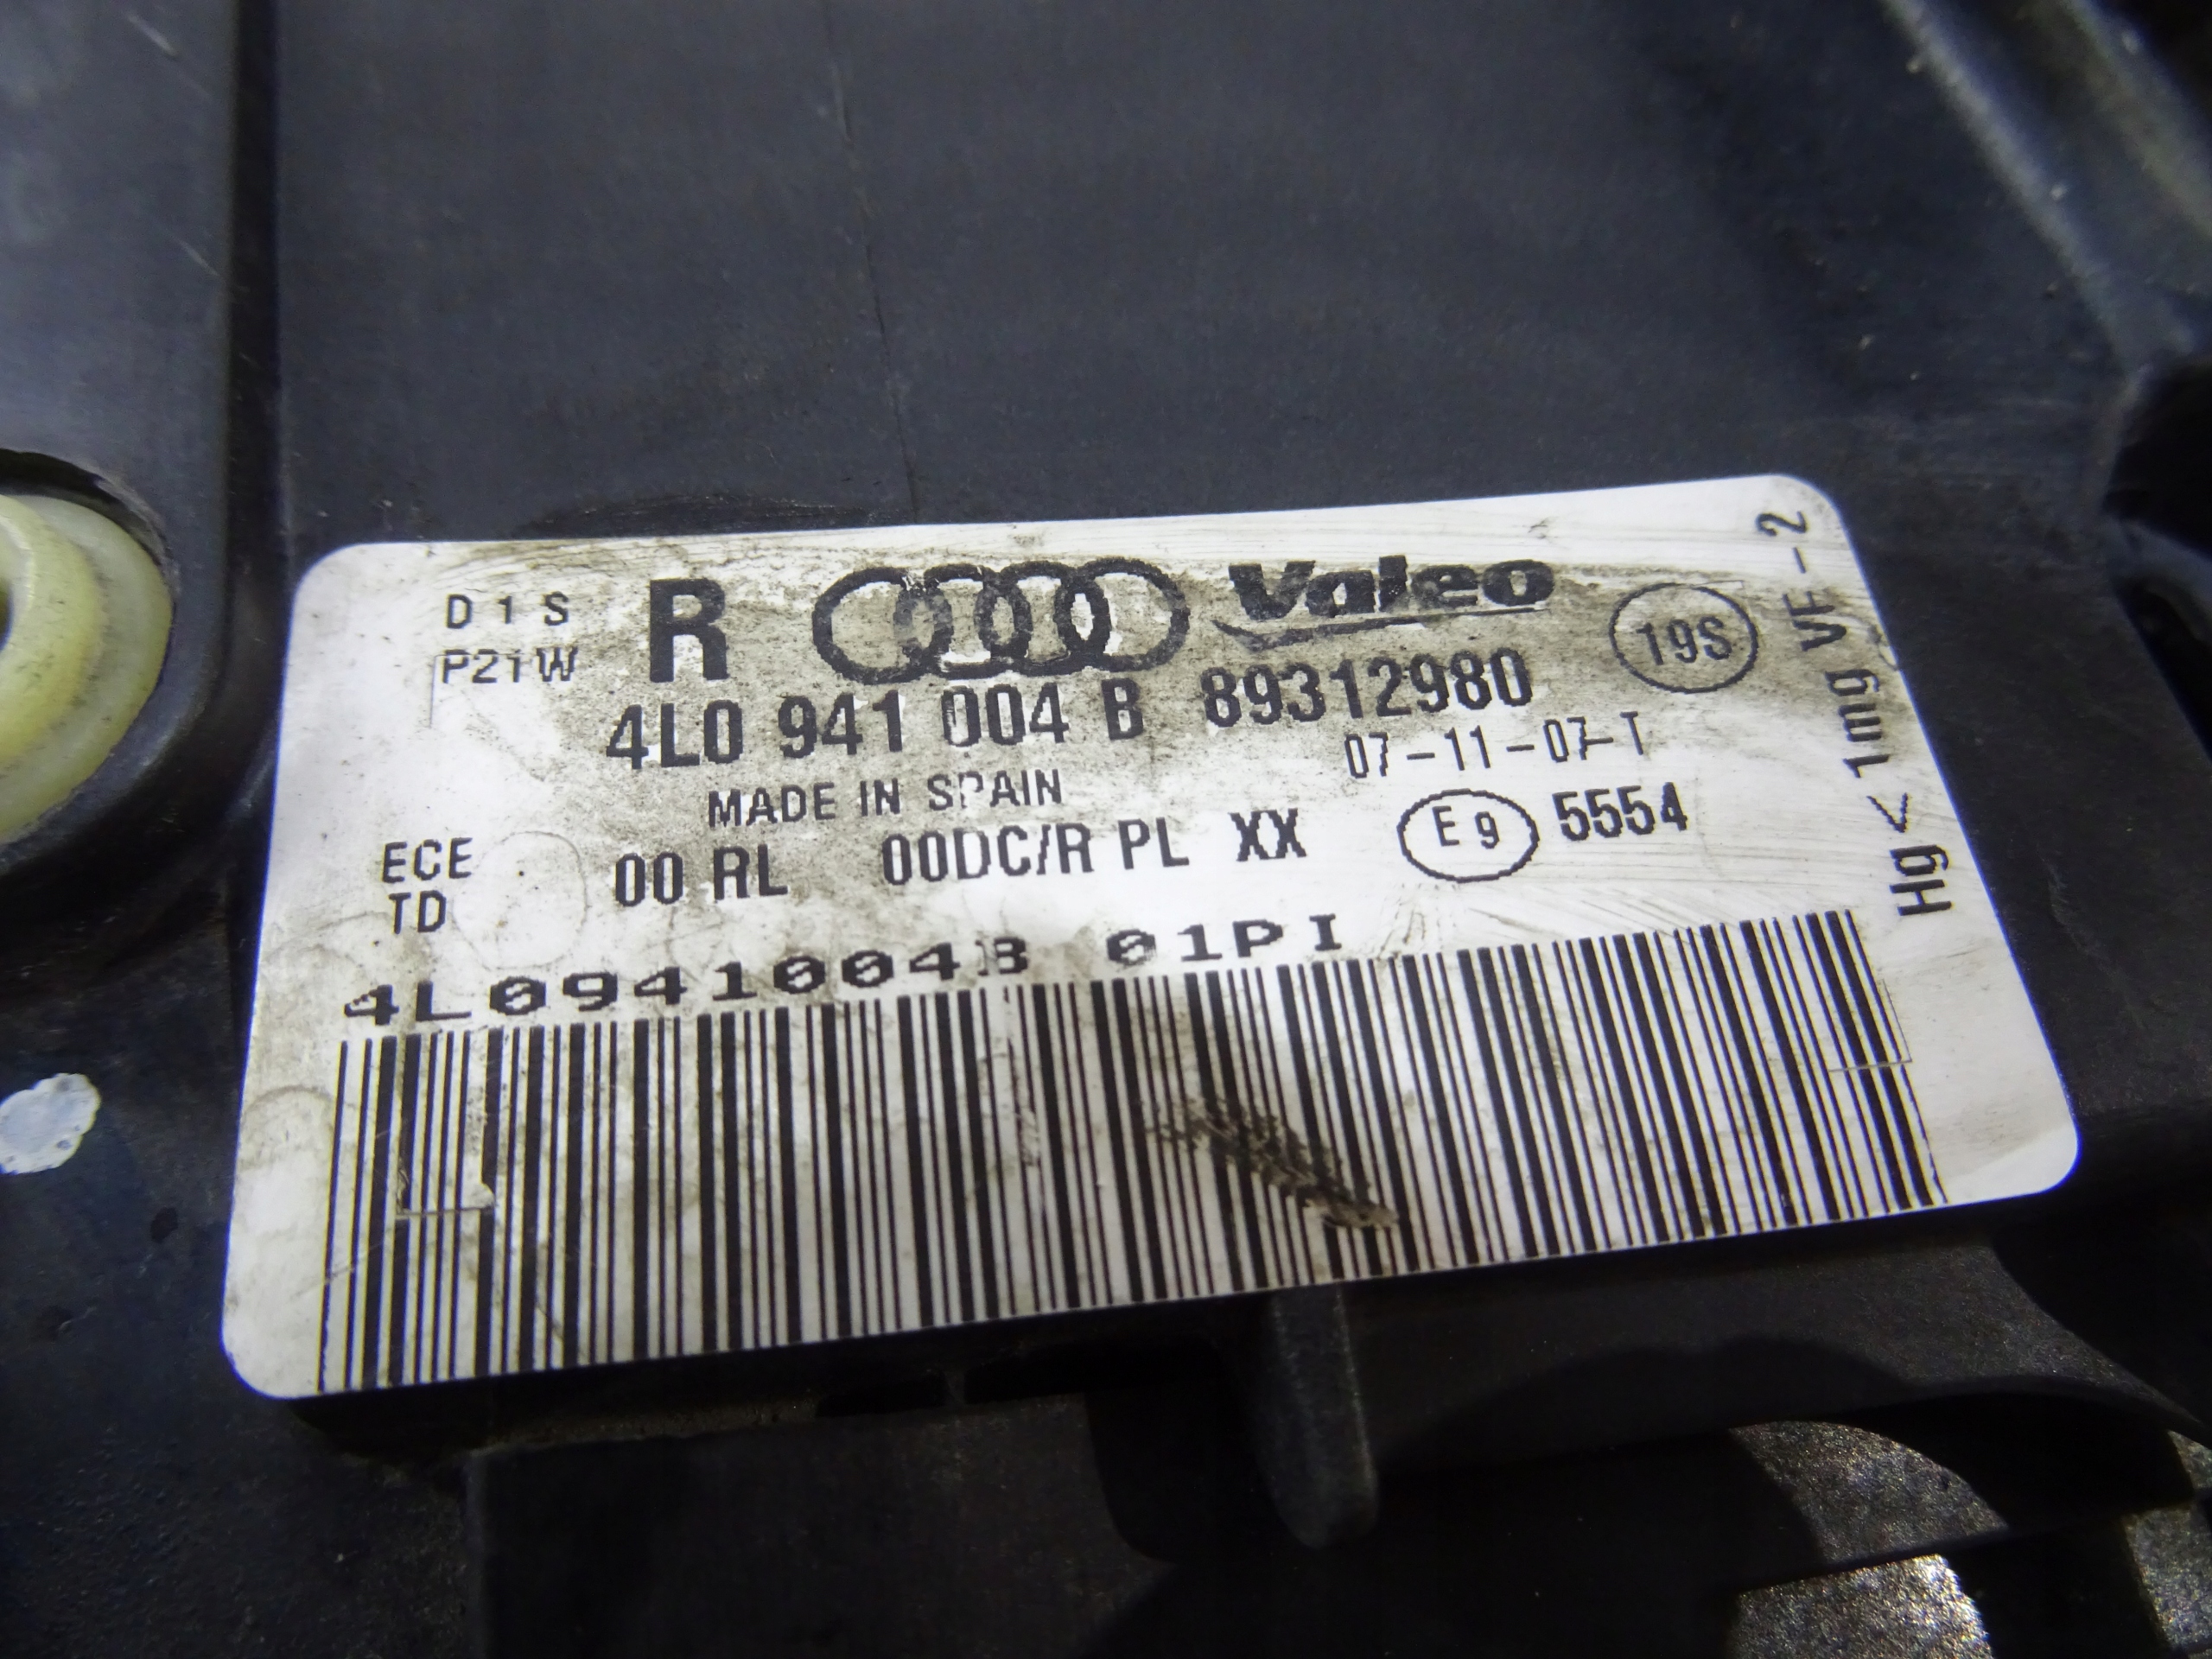 D1S R Valeo 19S
P21W
4L0 941 004 B 89312980
07-11-07-T
MADE IN SPAIN
ECE 00 RL 00DC/R PL XX E9 5554
TD
4L0941004B 01PI
Hg < 1mg VF-2